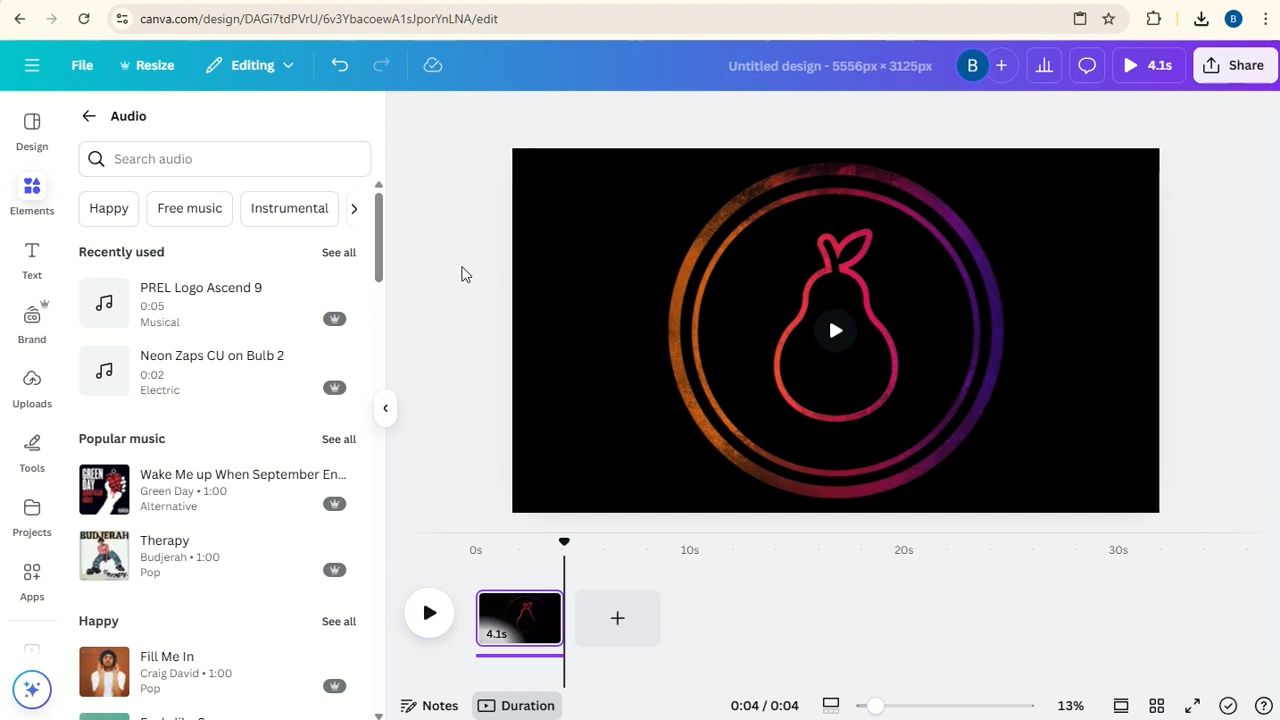 canva.com/design/DAGi7tdPVrU/6v3YbacoewA1sJporYnLNA/edit
B
File
Resize
Editing
Untitled design - 5556px × 3125px
B
4.1s
Share
Design
Elements
Text
Brand
Uploads
Tools
Projects
Apps
Audio
Search audio
Happy
Free music
Instrumental
Recently used
See all
PREL Logo Ascend 9
0:05
Musical
Neon Zaps CU on Bulb 2
0:02
Electric
Popular music
See all
GREEN DAY
Wake Me up When September En...
Green Day • 1:00
Alternative
BUDJERAH
Therapy
Budjerah • 1:00
Pop
Happy
See all
Fill Me In
Craig David • 1:00
Pop
0s
10s
20s
30s
4.1s
Notes
Duration
0:04 / 0:04
13%